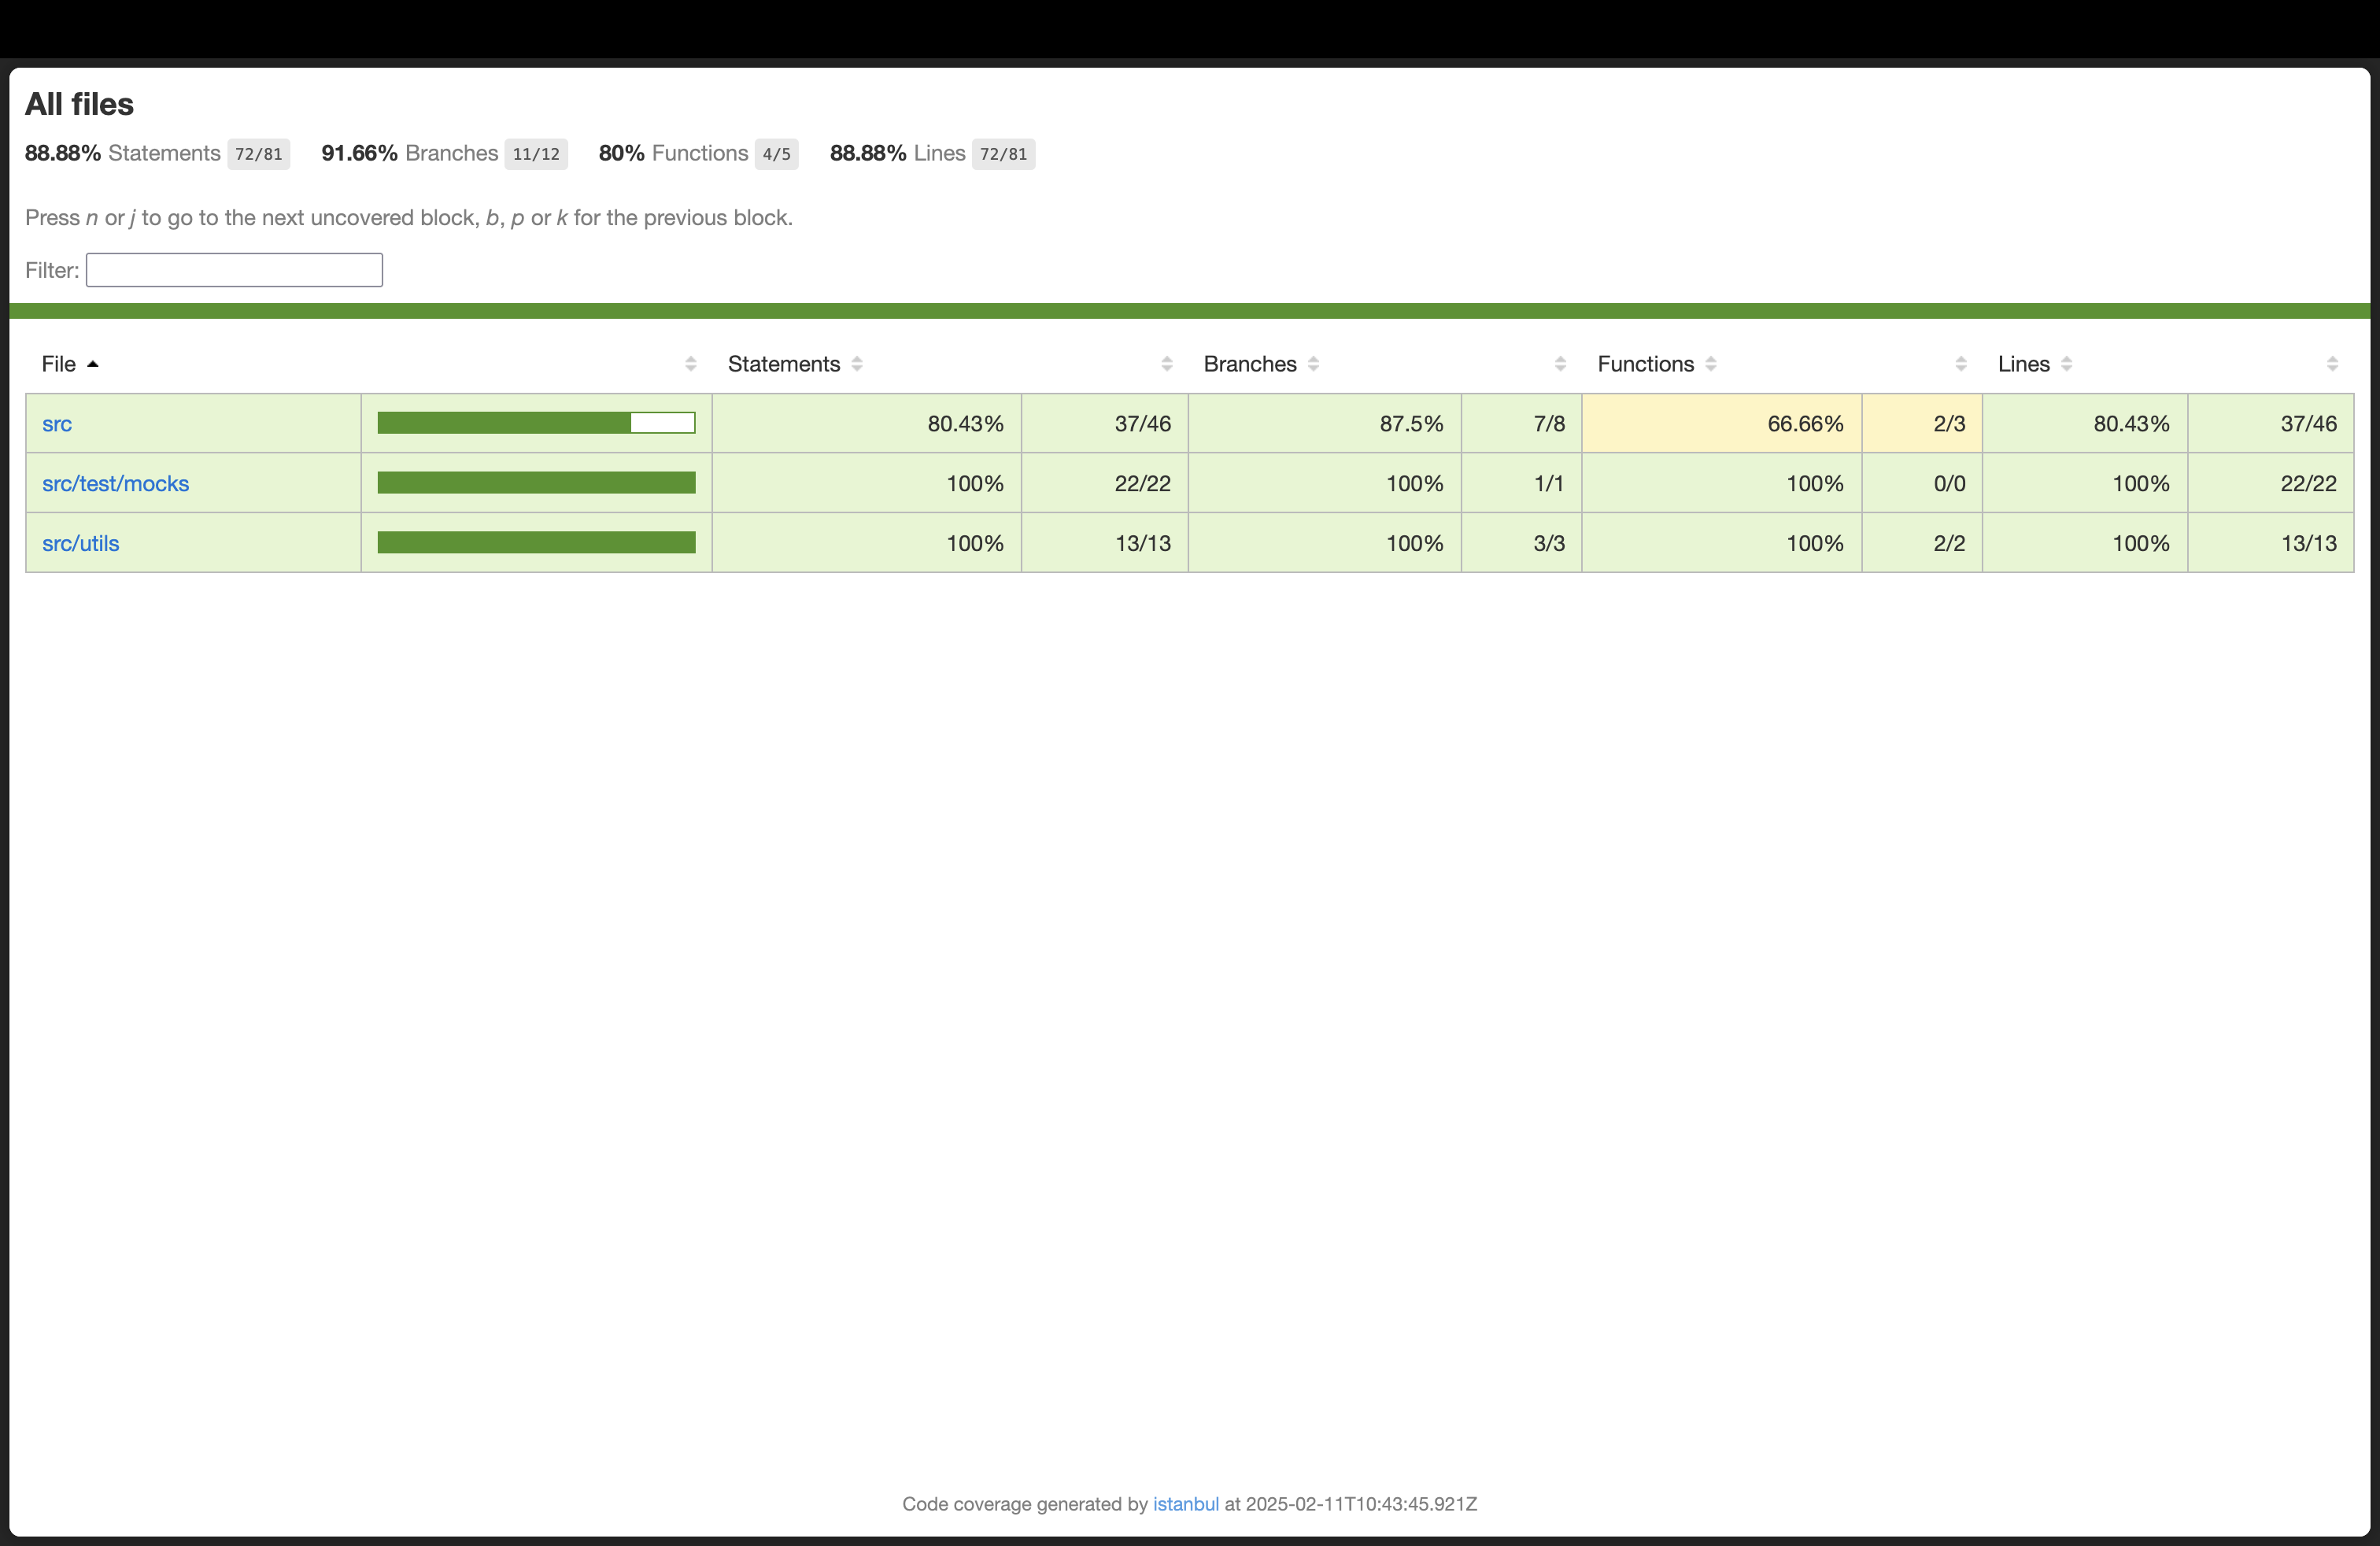 All files
88.88% Statements 72/81 91.66% Branches 11/12 80% Functions 4/5 88.88% Lines 72/81
Press n or j to go to the next uncovered block, b, p or k for the previous block.
Filter:
File Statements Branches Functions Lines
src 80.43% 37/46 87.5% 7/8 66.66% 2/3 80.43% 37/46
src/test/mocks 100% 22/22 100% 1/1 100% 0/0 100% 22/22
src/utils 100% 13/13 100% 3/3 100% 2/2 100% 13/13
Code coverage generated by istanbul at 2025-02-11T10:43:45.921Z